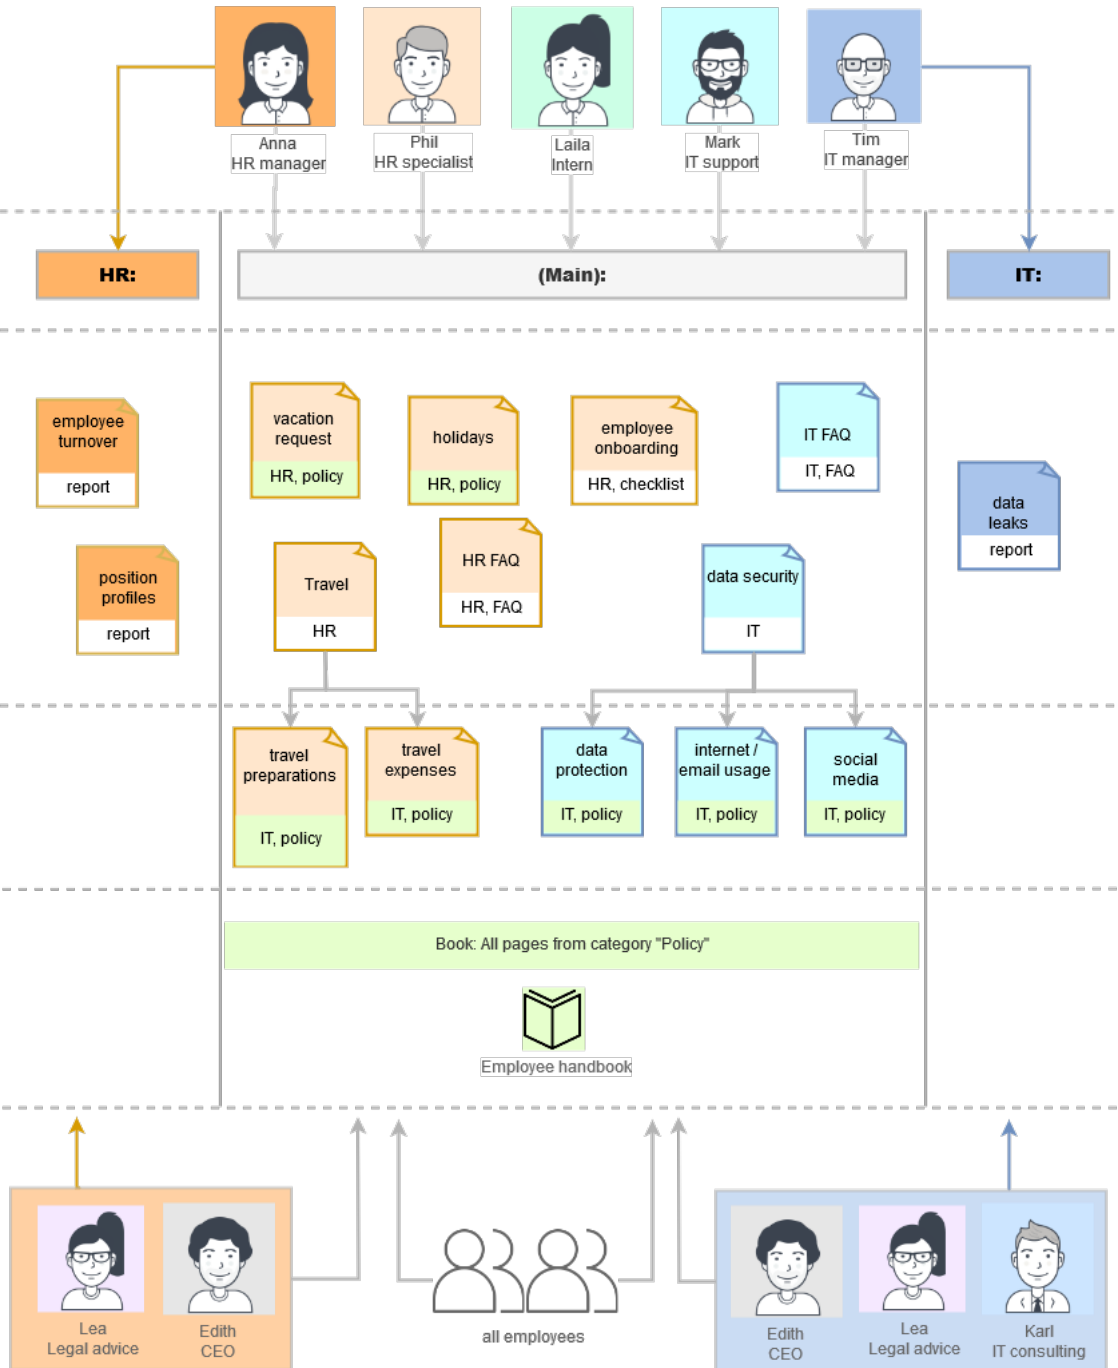 Anna
HR manager
Phil
HR specialist
Laila
Intern
Mark
IT support
Tim
IT manager
HR:
(Main):
IT:
employee
turnover
report
position
profiles
report
vacation
request
HR, policy
holidays
HR, policy
employee
onboarding
HR, checklist
IT FAQ
IT, FAQ
data
leaks
report
Travel
HR
HR FAQ
HR, FAQ
data security
IT
travel
preparations
IT, policy
travel
expenses
IT, policy
data
protection
IT, policy
internet /
email usage
IT, policy
social
media
IT, policy
Book: All pages from category "Policy"
Employee handbook
Lea
Legal advice
Edith
CEO
all employees
Edith
CEO
Lea
Legal advice
Karl
IT consulting